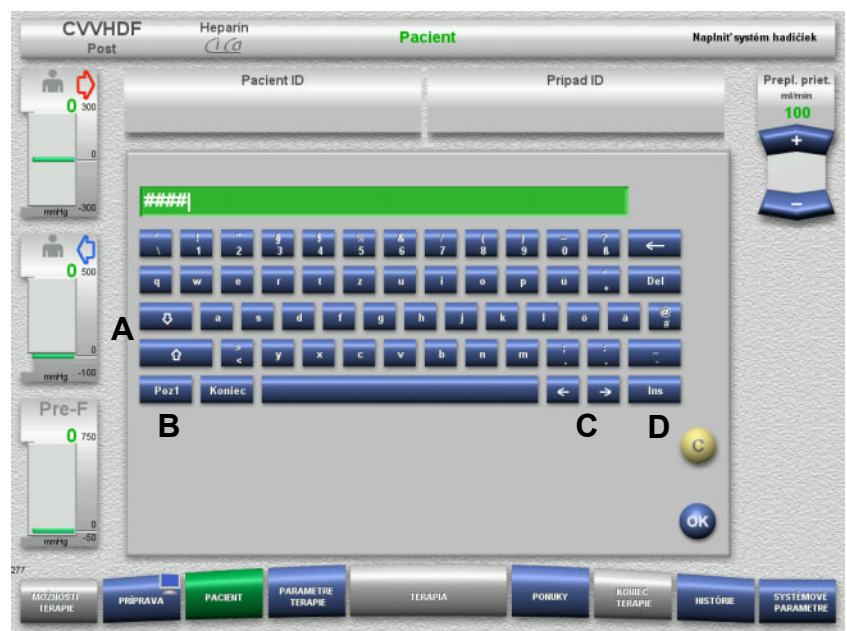 CVVHDF
Post
Heparin
Ci Ca
Pacient
Naplniť systém hadičiek
Pacient ID
Prípad ID
Prepl. priet.
ml/min
100
+
−
0 300
0
mmHg -300
0 500
0
mmHg -100
Pre-F
0 750
0
mmHg -50
####
° ! " § $ % & / ( ) = ?
\ 1 2 3 4 5 6 7 8 9 0 ß ←
q w e r t z u i o p ü + Del
A
a s d f g h j k l ö ä @ #
> < y x c v b n m ; , : . _ -
Poz1 Koniec ← → Ins
B C D
C
OK
277
MOŽNOSTI TERAPIE
PRÍPRAVA
PACIENT
PARAMETRE TERAPIE
TERAPIA
PONUKY
KONIEC TERAPIE
HISTÓRIE
SYSTÉMOVÉ PARAMETRE